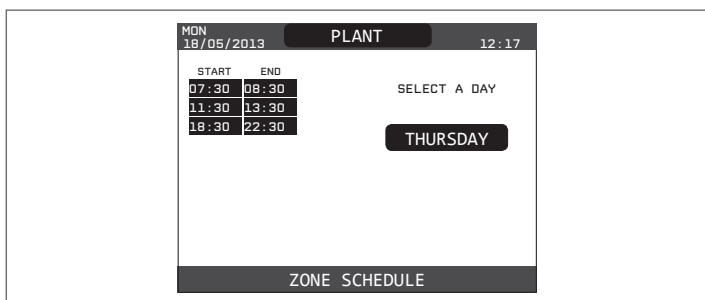 MON
18/05/2013
PLANT
12:17
START END
07:30 08:30
11:30 13:30
18:30 22:30
SELECT A DAY
THURSDAY
ZONE SCHEDULE